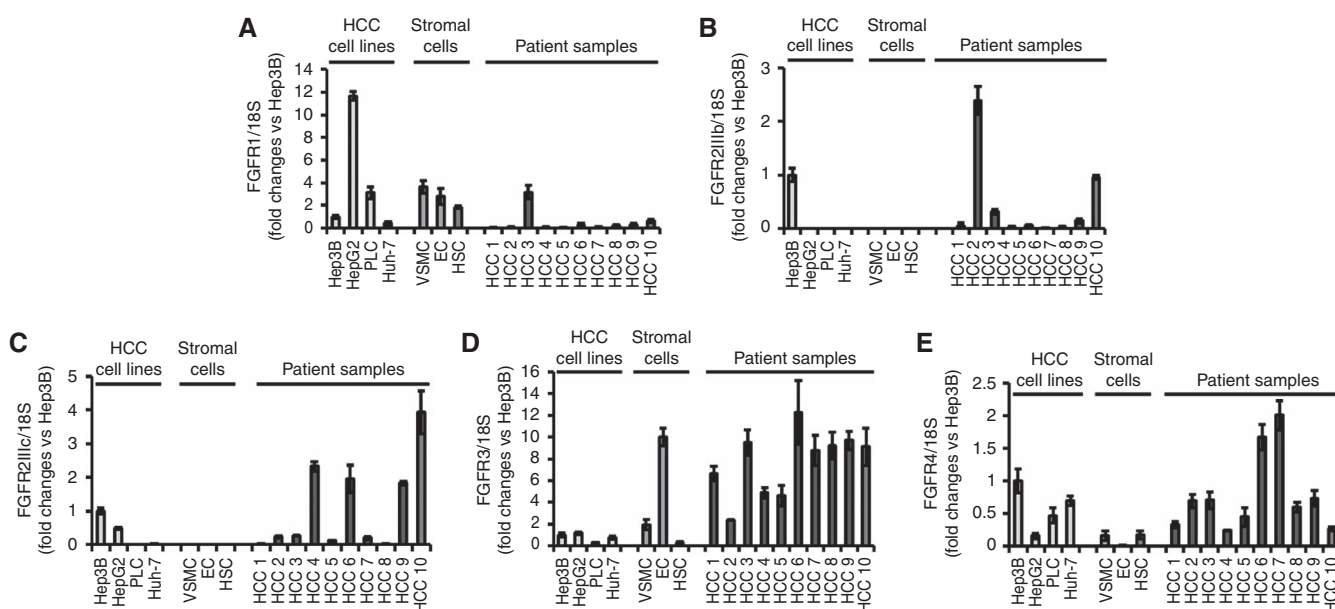 A
HCC
cell lines
Stromal
cells
Patient samples
FGFR1/18S
(fold changes vs Hep3B)
14
12
10
8
6
4
2
0
Hep3B
HepG2
PLC
Huh-7
VSMC
EC
HSC
HCC 1
HCC 2
HCC 3
HCC 4
HCC 5
HCC 6
HCC 7
HCC 8
HCC 9
HCC 10
B
HCC
cell lines
Stromal
cells
Patient samples
FGFR2IIIb/18S
(fold changes vs Hep3B)
3
2
1
0
Hep3B
HepG2
PLC
Huh-7
VSMC
EC
HSC
HCC 1
HCC 2
HCC 3
HCC 4
HCC 5
HCC 6
HCC 7
HCC 8
HCC 9
HCC 10
C
HCC
cell lines
Stromal
cells
Patient samples
FGFR2IIIc/18S
(fold changes vs Hep3B)
5
4
3
2
1
0
Hep3B
HepG2
PLC
Huh-7
VSMC
EC
HSC
HCC 1
HCC 2
HCC 3
HCC 4
HCC 5
HCC 6
HCC 7
HCC 8
HCC 9
HCC 10
D
HCC
cell lines
Stromal
cells
Patient samples
FGFR3/18S
(fold changes vs Hep3B)
16
14
12
10
8
6
4
2
0
Hep3B
HepG2
PLC
Huh-7
VSMC
EC
HSC
HCC 1
HCC 2
HCC 3
HCC 4
HCC 5
HCC 6
HCC 7
HCC 8
HCC 9
HCC 10
E
HCC
cell lines
Stromal
cells
Patient samples
FGFR4/18S
(fold changes vs Hep3B)
2.5
2
1.5
1
0.5
0
Hep3B
HepG2
PLC
Huh-7
VSMC
EC
HSC
HCC 1
HCC 2
HCC 3
HCC 4
HCC 5
HCC 6
HCC 7
HCC 8
HCC 9
HCC 10